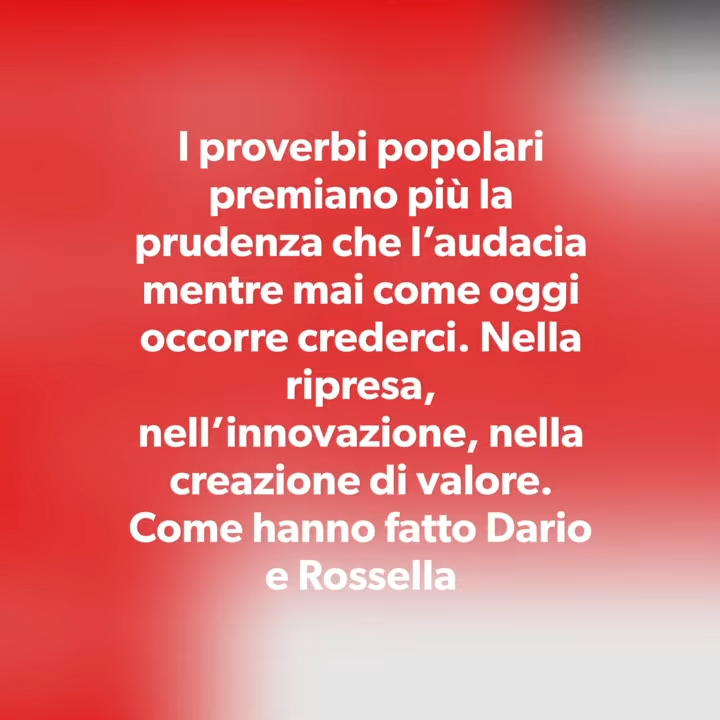 I proverbi popolari
premiano più la
prudenza che l’audacia
mentre mai come oggi
occorre crederci. Nella
ripresa,
nell’innovazione, nella
creazione di valore.
Come hanno fatto Dario
e Rossella